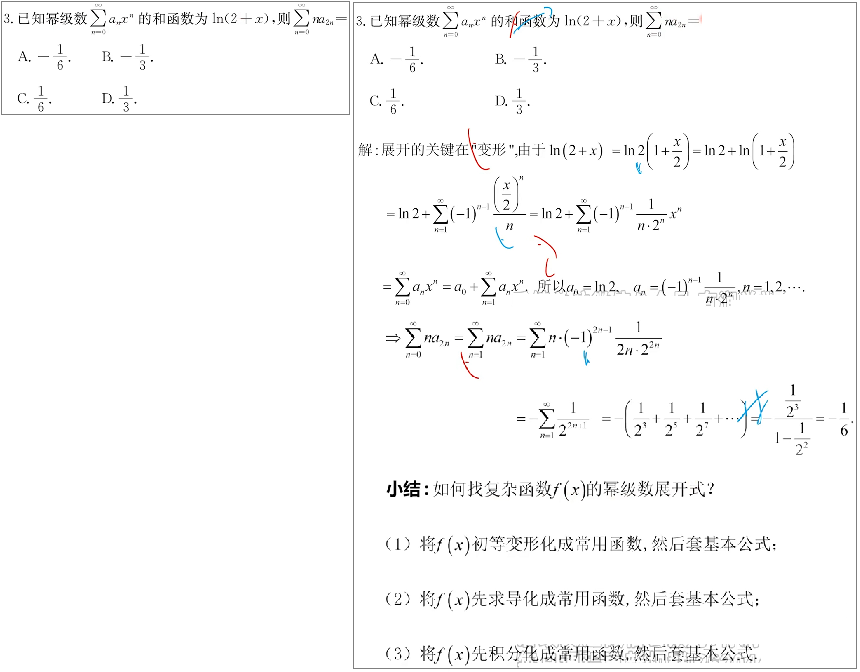 3.已知幂级数 $\sum_{n=0}^{\infty} a_n x^n$ 的和函数为 ln(2+x),则 $\sum_{n=0}^{\infty} na_{2n}$=
A. $-\frac{1}{6}$. B. $-\frac{1}{3}$.
C. $\frac{1}{6}$. D. $\frac{1}{3}$.
3.已知幂级数 $\sum_{n=0}^{\infty} a_n x^n$ 的和函数为 ln(2+x),则 $\sum_{n=0}^{\infty} na_{2n}$=
A. $-\frac{1}{6}$. B. $-\frac{1}{3}$.
C. $\frac{1}{6}$. D. $\frac{1}{3}$.
解:展开的关键在"变形",由于 $\ln(2+x) = \ln 2\left(1+\frac{x}{2}\right) = \ln 2+\ln\left(1+\frac{x}{2}\right)$
$= \ln 2+\sum_{n=1}^{\infty}(-1)^{n-1}\frac{\left(\frac{x}{2}\right)^n}{n} = \ln 2+\sum_{n=1}^{\infty}(-1)^{n-1}\frac{1}{n\cdot 2^n}x^n$
$= \sum_{n=0}^{\infty} a_n x^n = a_0+\sum_{n=1}^{\infty} a_n x^n$. 所以 $a_0 = \ln 2$, $a_n = (-1)^{n-1}\frac{1}{n\cdot 2^n}, n=1,2,\cdots$.
$\Rightarrow \sum_{n=0}^{\infty} na_{2n} = \sum_{n=1}^{\infty} na_{2n} = \sum_{n=1}^{\infty} n\cdot(-1)^{2n-1}\frac{1}{2n\cdot 2^{2n}}$
$= -\sum_{n=1}^{\infty}\frac{1}{2^{2n+1}} = -\left(\frac{1}{2^3}+\frac{1}{2^5}+\frac{1}{2^7}+\cdots\right) = -\frac{\frac{1}{2^3}}{1-\frac{1}{2^2}} = -\frac{1}{6}$.
小结:如何找复杂函数f(x)的幂级数展开式?
(1)将f(x)初等变形化成常用函数,然后套基本公式;
(2)将f(x)先求导化成常用函数,然后套基本公式;
(3)将f(x)先积分化成常用函数,然后套基本公式.